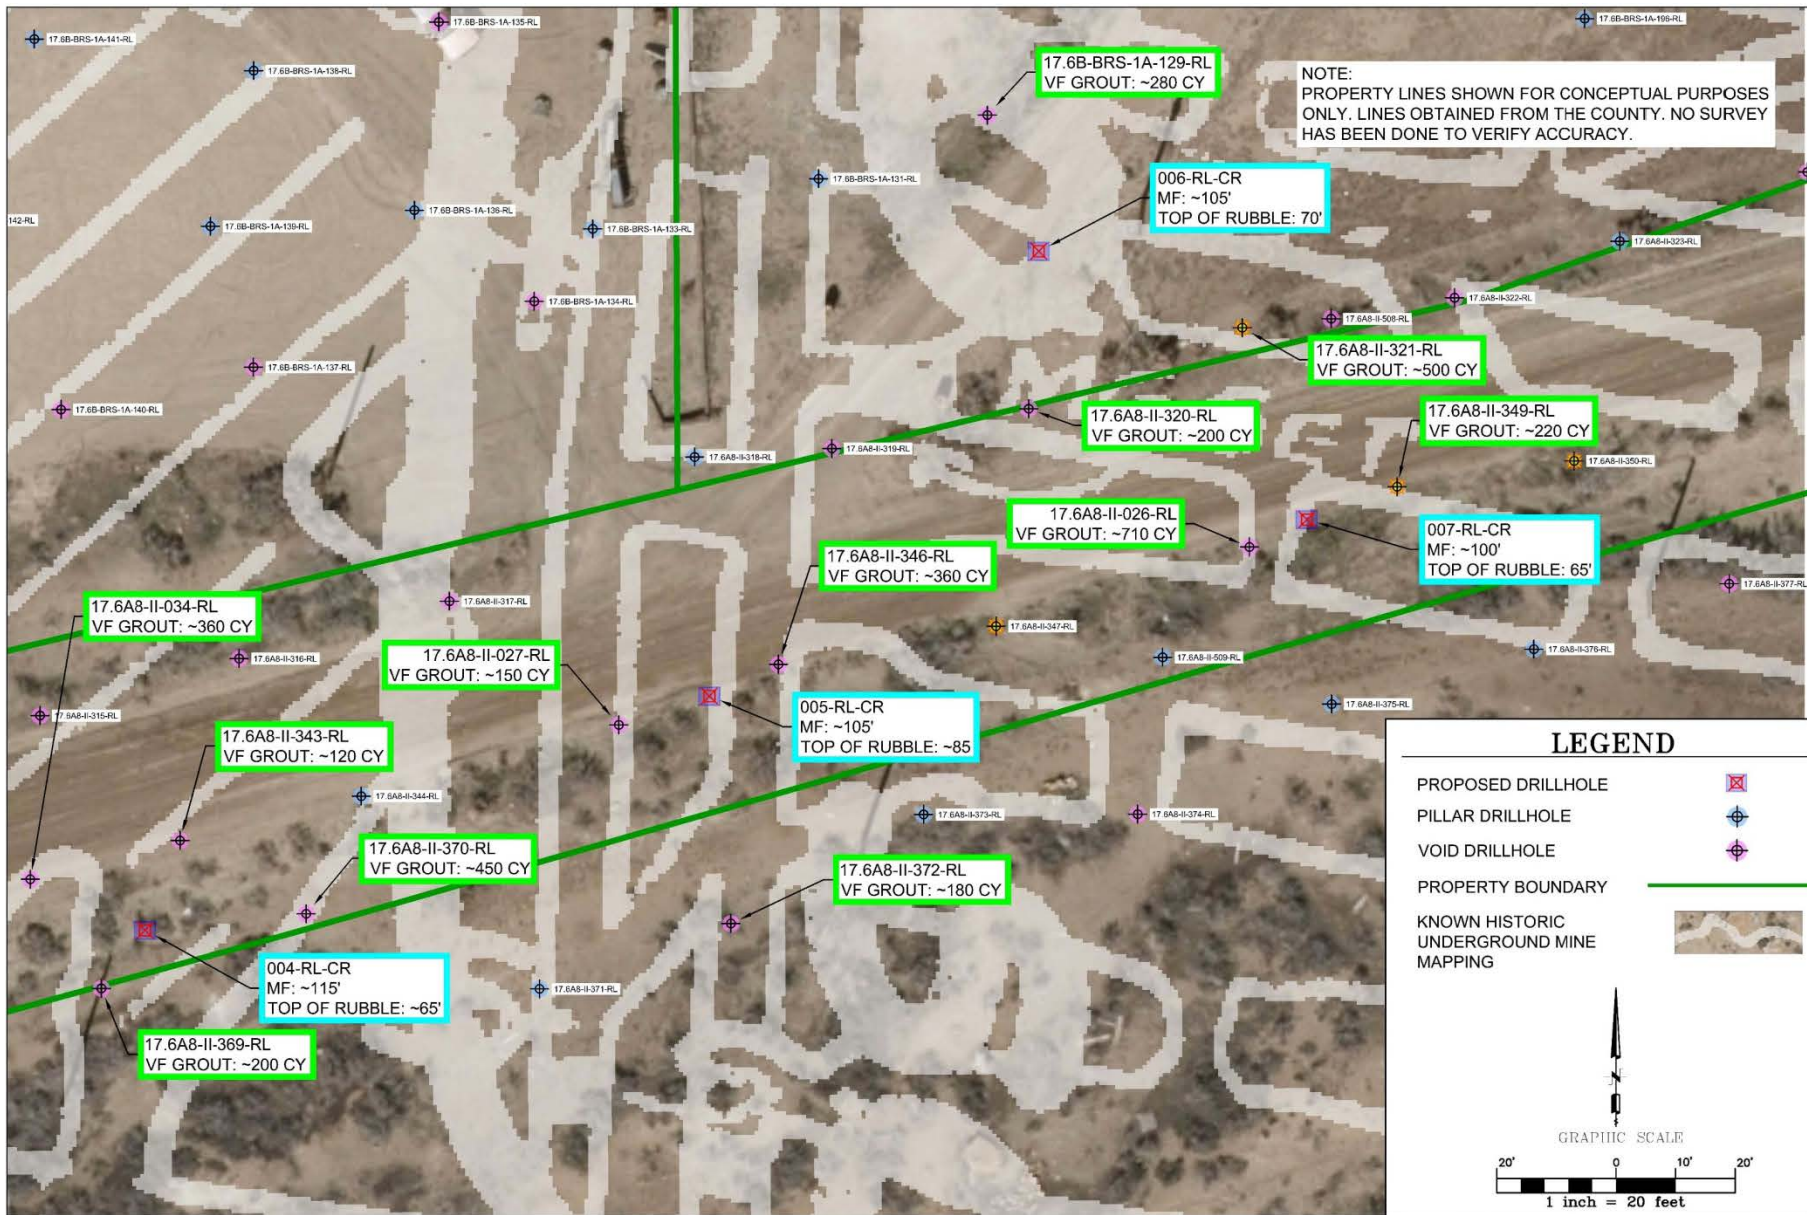 17.6B-BRS-1A-135-RL
17.6B-BRS-1A-196-RL
17.6B-BRS-1A-141-RL
17.6B-BRS-1A-138-RL
17.6B-BRS-1A-129-RL
VF GROUT: ~280 CY
NOTE:
PROPERTY LINES SHOWN FOR CONCEPTUAL PURPOSES
ONLY. LINES OBTAINED FROM THE COUNTY. NO SURVEY
HAS BEEN DONE TO VERIFY ACCURACY.
17.6B-BRS-1A-131-RL
006-RL-CR
MF: ~105'
TOP OF RUBBLE: 70'
142-RL
17.6B-BRS-1A-139-RL
17.6B-BRS-1A-136-RL
17.6B-BRS-1A-133-RL
17.6A8-II-323-RL
17.6B-BRS-1A-134-RL
17.6A8-II-322-RL
17.6A8-II-508-RL
17.6A8-II-321-RL
VF GROUT: ~500 CY
17.6B-BRS-1A-137-RL
17.6B-BRS-1A-140-RL
17.6A8-II-320-RL
VF GROUT: ~200 CY
17.6A8-II-349-RL
VF GROUT: ~220 CY
17.6A8-II-318-RL
17.6A8-II-319-RL
17.6A8-II-350-RL
17.6A8-II-026-RL
VF GROUT: ~710 CY
007-RL-CR
MF: ~100'
TOP OF RUBBLE: 65'
17.6A8-II-346-RL
VF GROUT: ~360 CY
17.6A8-II-377-RL
17.6A8-II-034-RL
VF GROUT: ~360 CY
17.6A8-II-317-RL
17.6A8-II-347-RL
17.6A8-II-316-RL
17.6A8-II-027-RL
VF GROUT: ~150 CY
17.6A8-II-509-RL
17.6A8-II-376-RL
17.6A8-II-315-RL
005-RL-CR
MF: ~105'
TOP OF RUBBLE: ~85
17.6A8-II-375-RL
17.6A8-II-343-RL
VF GROUT: ~120 CY
17.6A8-II-344-RL
17.6A8-II-373-RL
17.6A8-II-374-RL
17.6A8-II-370-RL
VF GROUT: ~450 CY
17.6A8-II-372-RL
VF GROUT: ~180 CY
004-RL-CR
MF: ~115'
TOP OF RUBBLE: ~65'
17.6A8-II-371-RL
17.6A8-II-369-RL
VF GROUT: ~200 CY
LEGEND
PROPOSED DRILLHOLE
PILLAR DRILLHOLE
VOID DRILLHOLE
PROPERTY BOUNDARY
KNOWN HISTORIC
UNDERGROUND MINE
MAPPING
GRAPHIC SCALE
20' 0 10' 20'
1 inch = 20 feet